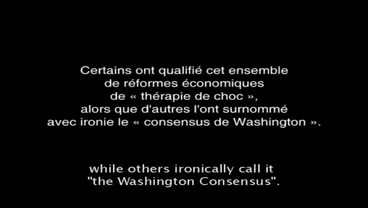 Certains ont qualifié cet ensemble
de réformes économiques
de « thérapie de choc »,
alors que d'autres l'ont surnommé
avec ironie le « consensus de Washington ».
while others ironically call it
"the Washington Consensus".